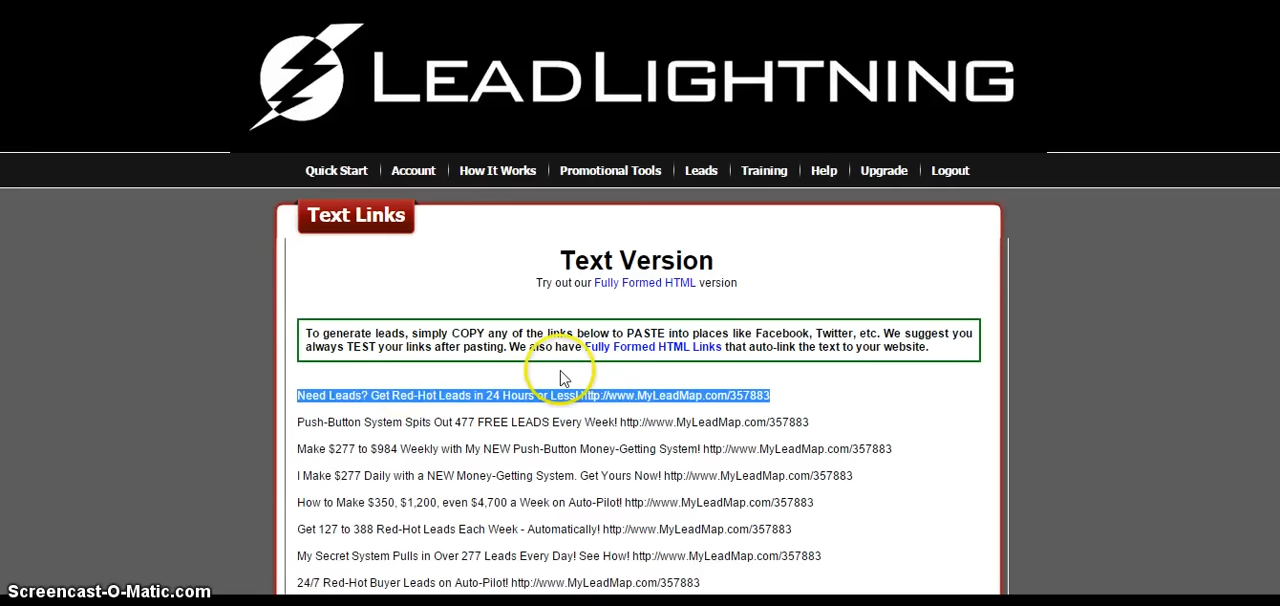 LEADLIGHTNING
Quick Start | Account | How It Works | Promotional Tools | Leads | Training | Help | Upgrade | Logout
Text Links
Text Version
Try out our Fully Formed HTML version
To generate leads, simply COPY any of the links below to PASTE into places like Facebook, Twitter, etc. We suggest you
always TEST your links after pasting. We also have Fully Formed HTML Links that auto-link the text to your website.
Need Leads? Get Red-Hot Leads in 24 Hours or Less! http://www.MyLeadMap.com/357883
Push-Button System Spits Out 477 FREE LEADS Every Week! http://www.MyLeadMap.com/357883
Make $277 to $984 Weekly with My NEW Push-Button Money-Getting System! http://www.MyLeadMap.com/357883
I Make $277 Daily with a NEW Money-Getting System. Get Yours Now! http://www.MyLeadMap.com/357883
How to Make $350, $1,200, even $4,700 a Week on Auto-Pilot! http://www.MyLeadMap.com/357883
Get 127 to 388 Red-Hot Leads Each Week - Automatically! http://www.MyLeadMap.com/357883
My Secret System Pulls in Over 277 Leads Every Day! See How! http://www.MyLeadMap.com/357883
24/7 Red-Hot Buyer Leads on Auto-Pilot! http://www.MyLeadMap.com/357883
Screencast-O-Matic.com